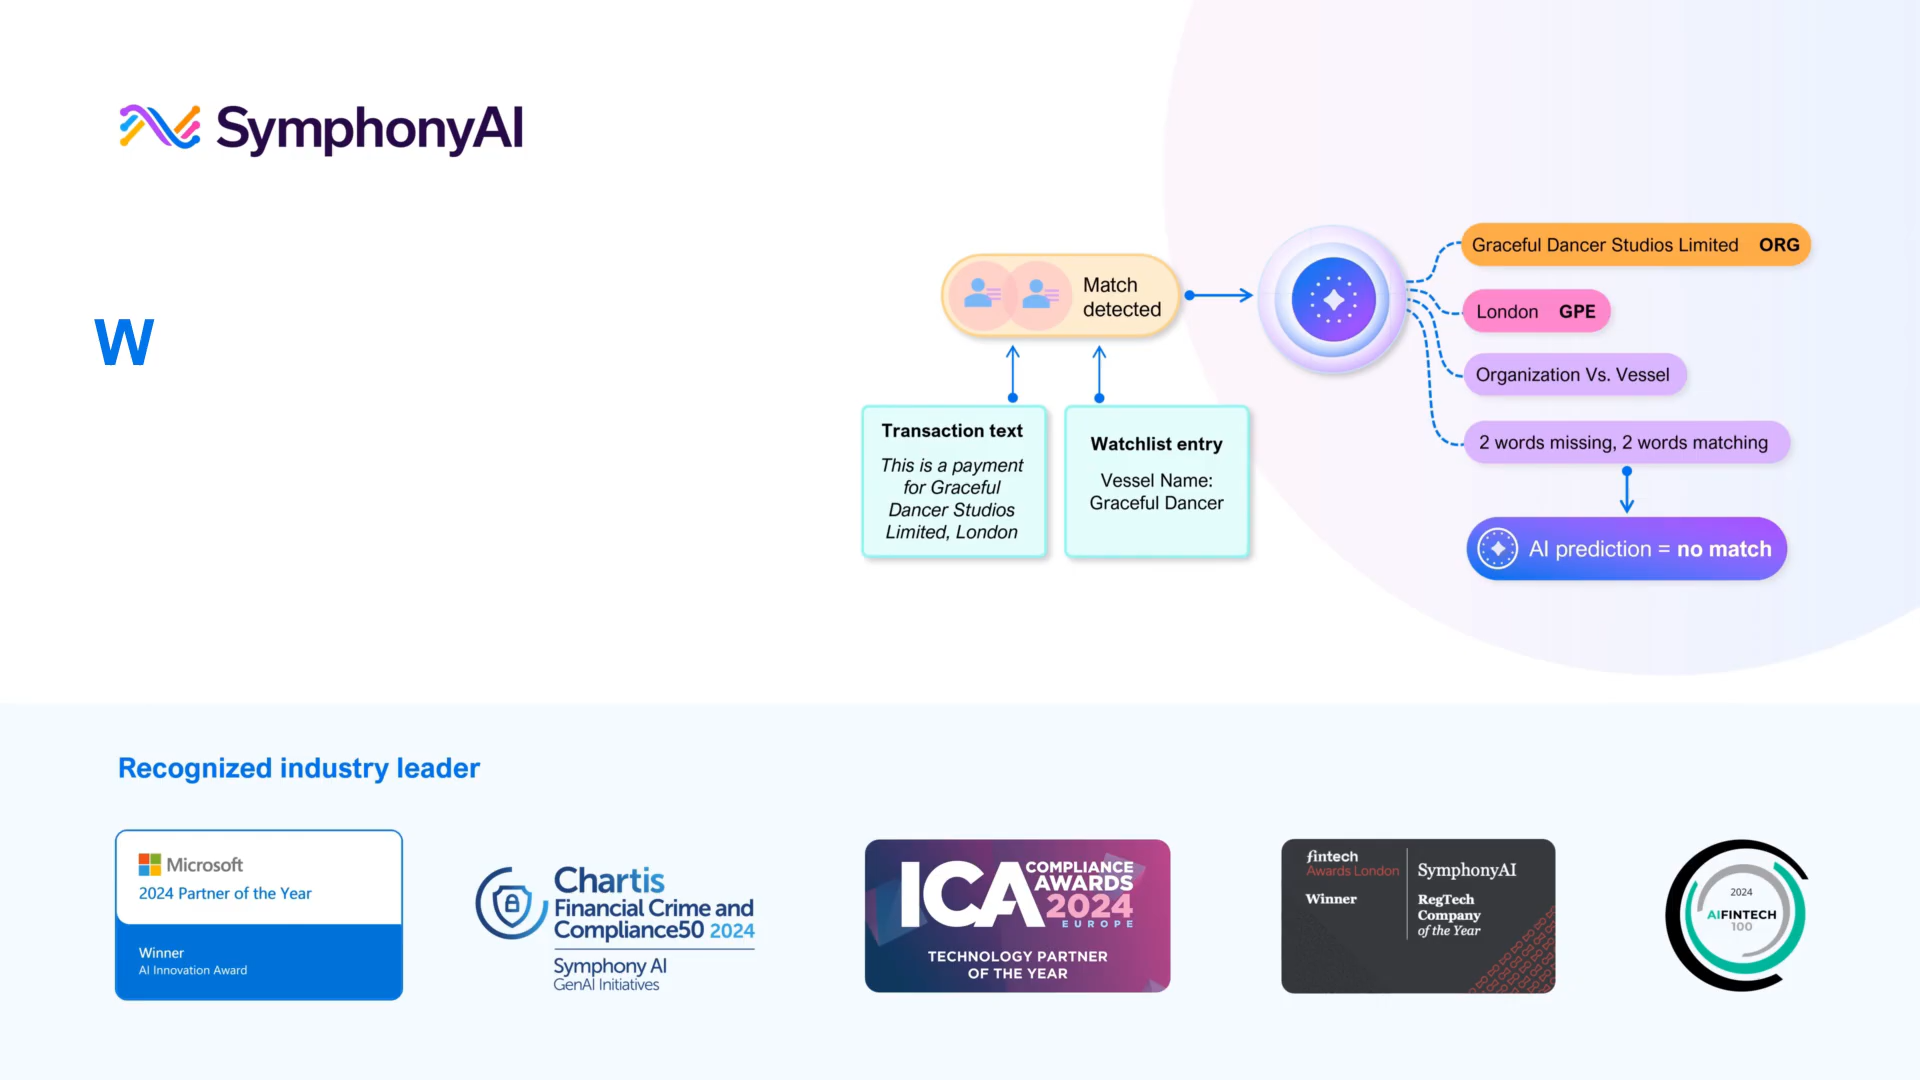 SymphonyAI
W
Match
detected
Transaction text
This is a payment
for Graceful
Dancer Studios
Limited, London
Watchlist entry
Vessel Name:
Graceful Dancer
Graceful Dancer Studios Limited ORG
London GPE
Organization Vs. Vessel
2 words missing, 2 words matching
AI prediction = no match
Recognized industry leader
Microsoft
2024 Partner of the Year
Winner
AI Innovation Award
Chartis
Financial Crime and
Compliance50 2024
Symphony AI
GenAI Initiatives
ICA
COMPLIANCE
AWARDS
2024
EUROPE
TECHNOLOGY PARTNER
OF THE YEAR
fintech
Awards London
Winner
SymphonyAI
RegTech
Company
of the Year
2024
AIFINTECH
100